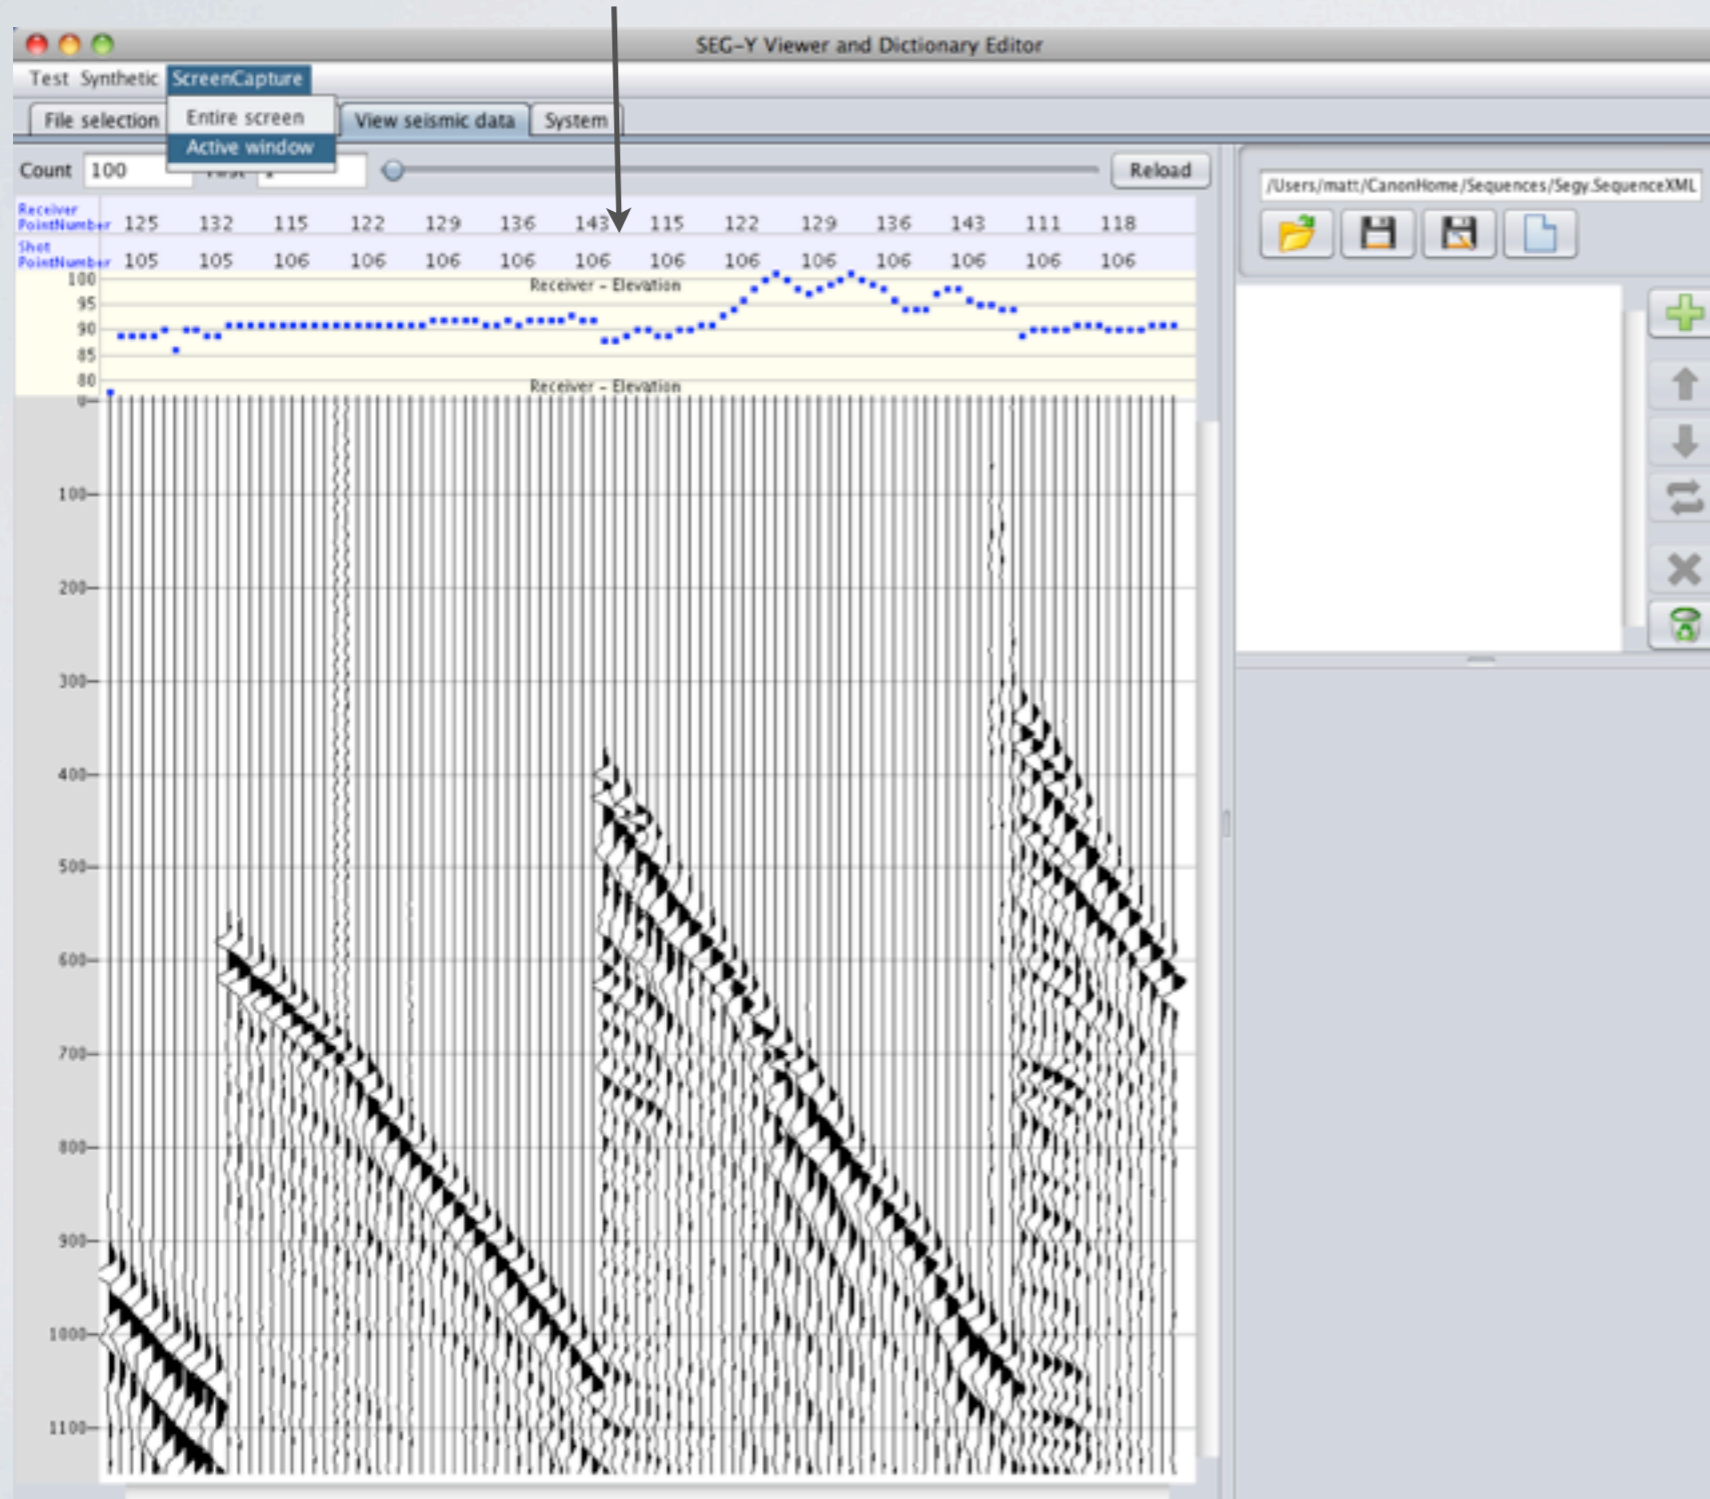 SEG-Y Viewer and Dictionary Editor
Test Synthetic ScreenCapture
File selection Entire screen View seismic data System
Active window
Count 100 Reload
/Users/matt/CanonHome/Sequences/Segy.SequenceXML
Receiver
PointNumber 125 132 115 122 129 136 143 115 122 129 136 143 111 118
Shot
PointNumber 105 105 106 106 106 106 106 106 106 106 106 106 106 106
100 Receiver - Elevation
95
90
85
80 Receiver - Elevation
0
100
200
300
400
500
600
700
800
900
1000
1100